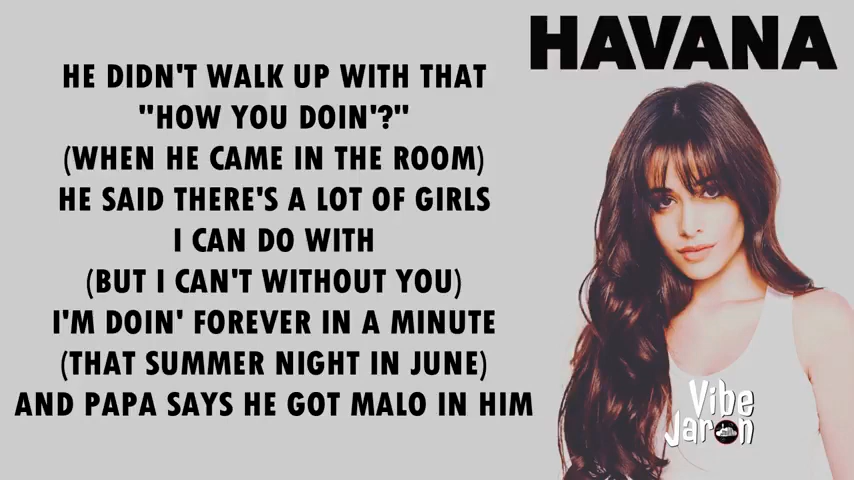 HAVANA
HE DIDN'T WALK UP WITH THAT
"HOW YOU DOIN'?"
(WHEN HE CAME IN THE ROOM)
HE SAID THERE'S A LOT OF GIRLS
I CAN DO WITH
(BUT I CAN'T WITHOUT YOU)
I'M DOIN' FOREVER IN A MINUTE
(THAT SUMMER NIGHT IN JUNE)
AND PAPA SAYS HE GOT MALO IN HIM
Vibe
Jaron